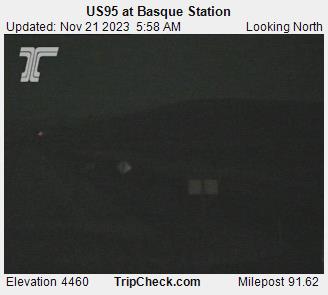 US95 at Basque Station
Updated: Nov 21 2023 5:58 AM Looking North
Elevation 4460 TripCheck.com Milepost 91.62